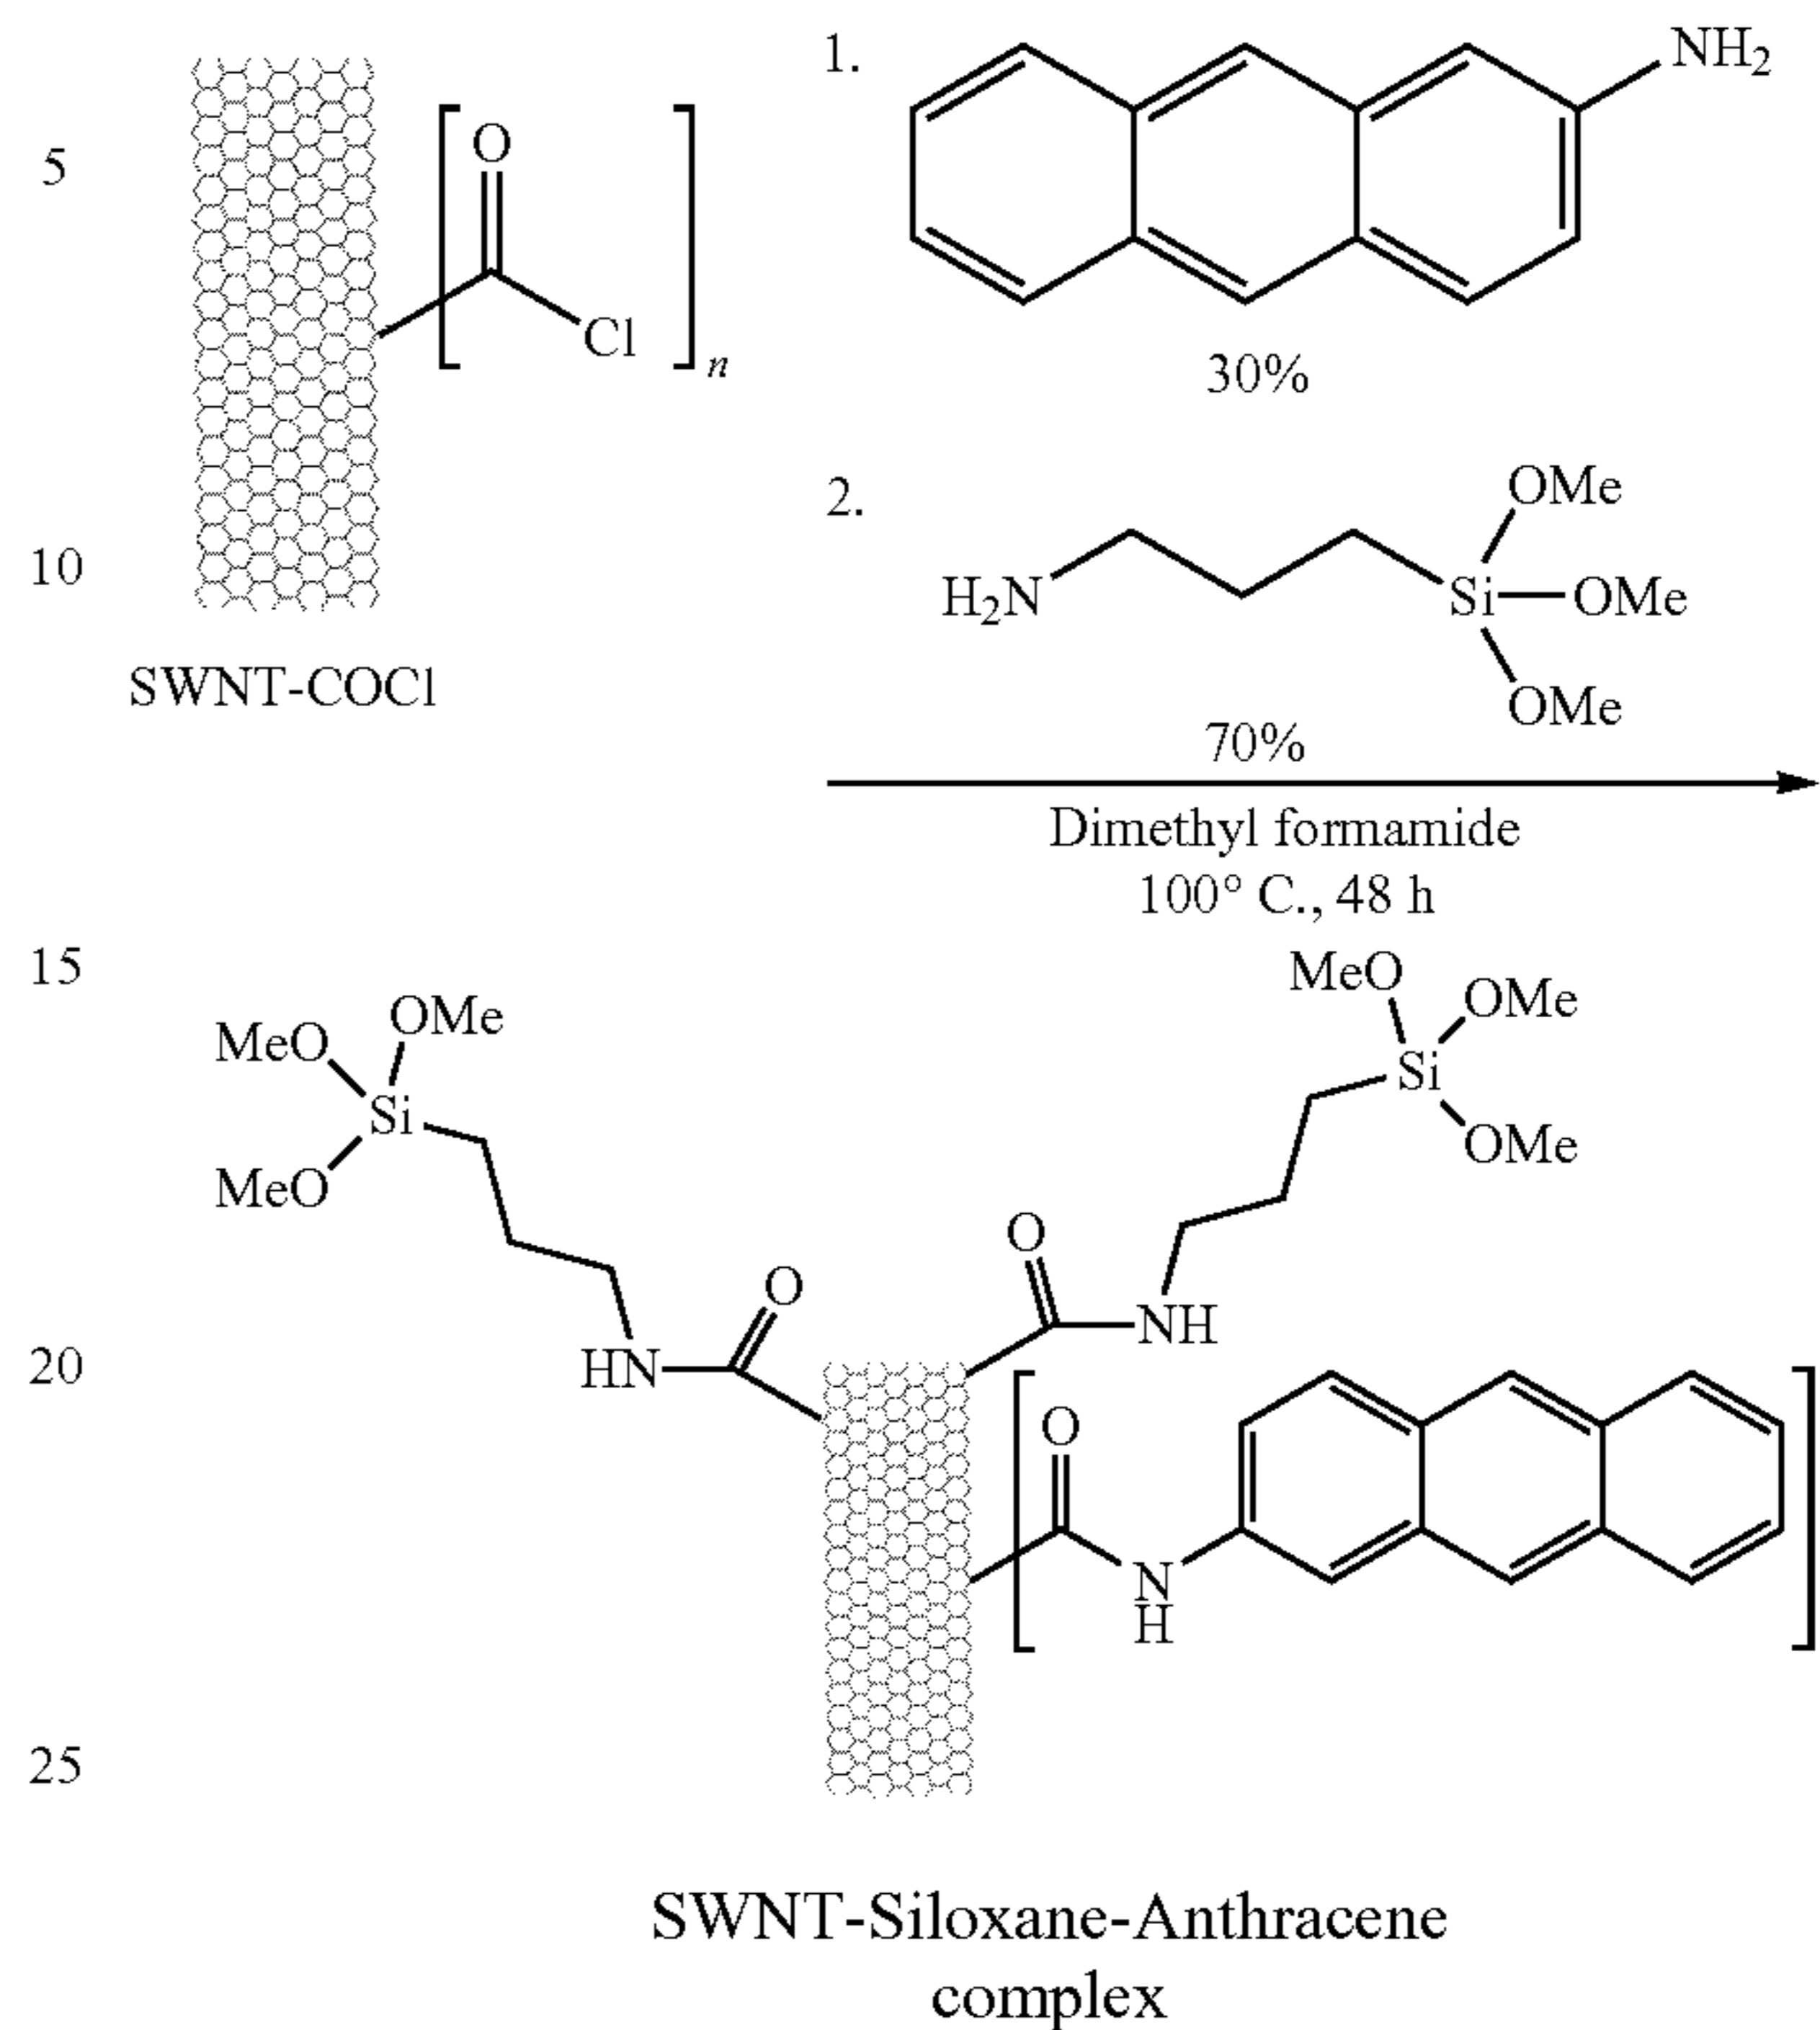 1.
NH2
5
O
Cl
n
30%
2.
OMe
10
H2N
Si
OMe
SWNT-COCl
OMe
70%
Dimethyl formamide
100° C., 48 h
15
MeO
OMe
OMe
MeO
Si
Si
OMe
MeO
O
O
NH
20
HN
O
N
H
25
SWNT-Siloxane-Anthracene
complex